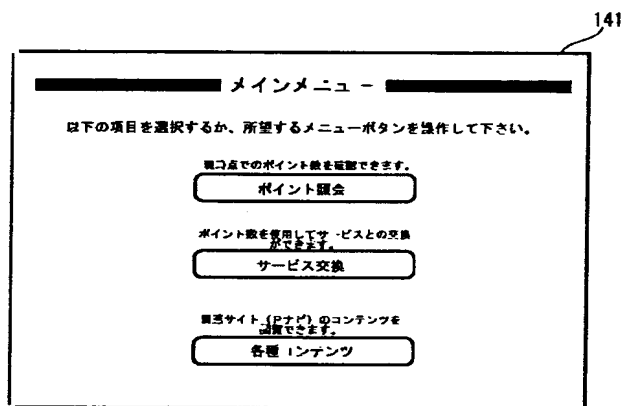 141
メインメニュー
以下の項目を選択するか、所望するメニューボタンを操作して下さい。
現時点でのポイント数を確認できます。
ポイント照会
ポイント数を使用してサービスとの交換
ができます。
サービス交換
サイト(Pナビ)のコンテンツを
閲覧できます。
各種コンテンツ